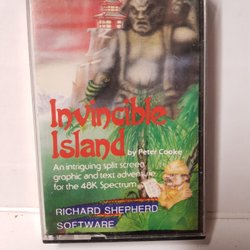 Invincible
Island by Peter Cooke
An intriguing split screen
graphic and text adventure
for the 48K Spectrum
RICHARD SHEPHERD
SOFTWARE